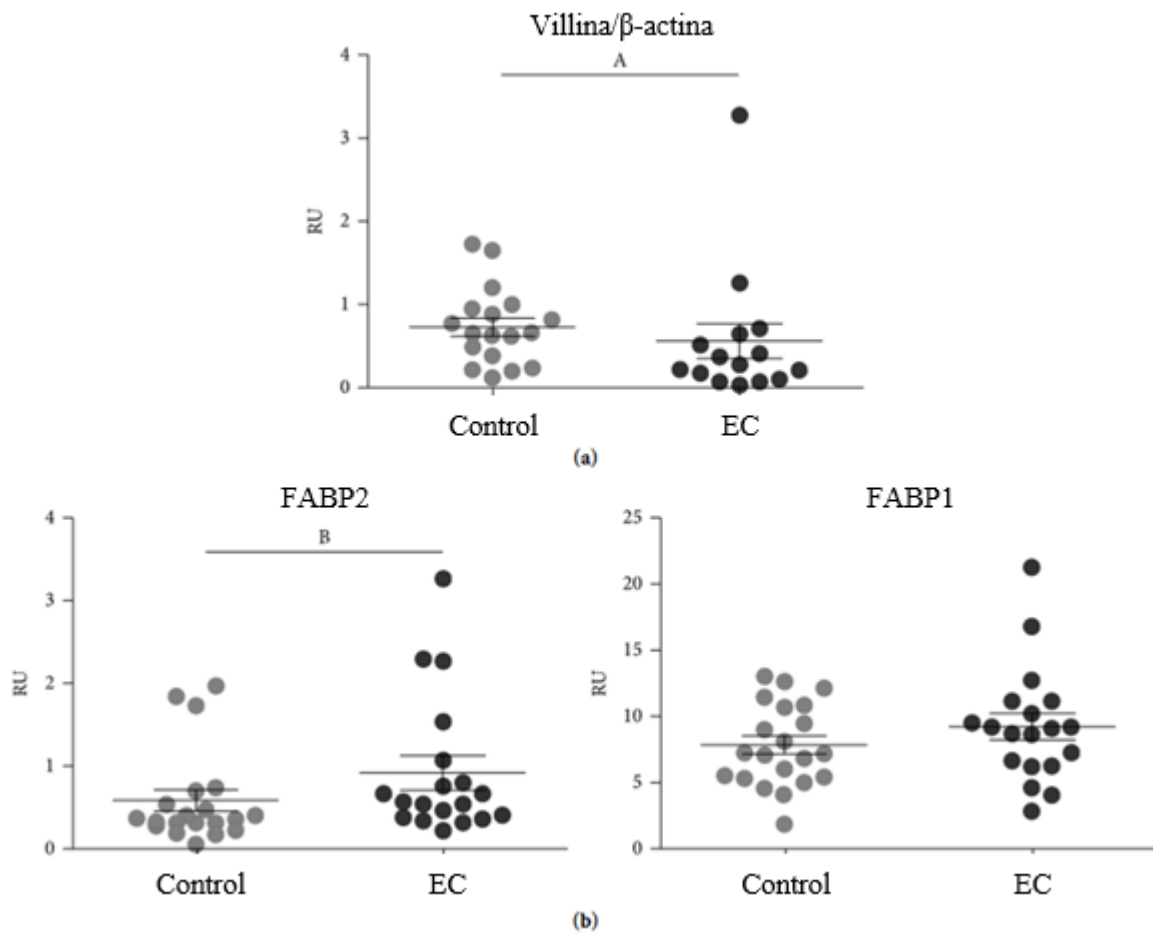 Villina/β-actina
4
A
3
RU
2
1
0
Control EC
(a)
FABP2 FABP1
4
B
3
RU
2
1
0
Control EC
25
20
15
RU
10
5
0
Control EC
(b)